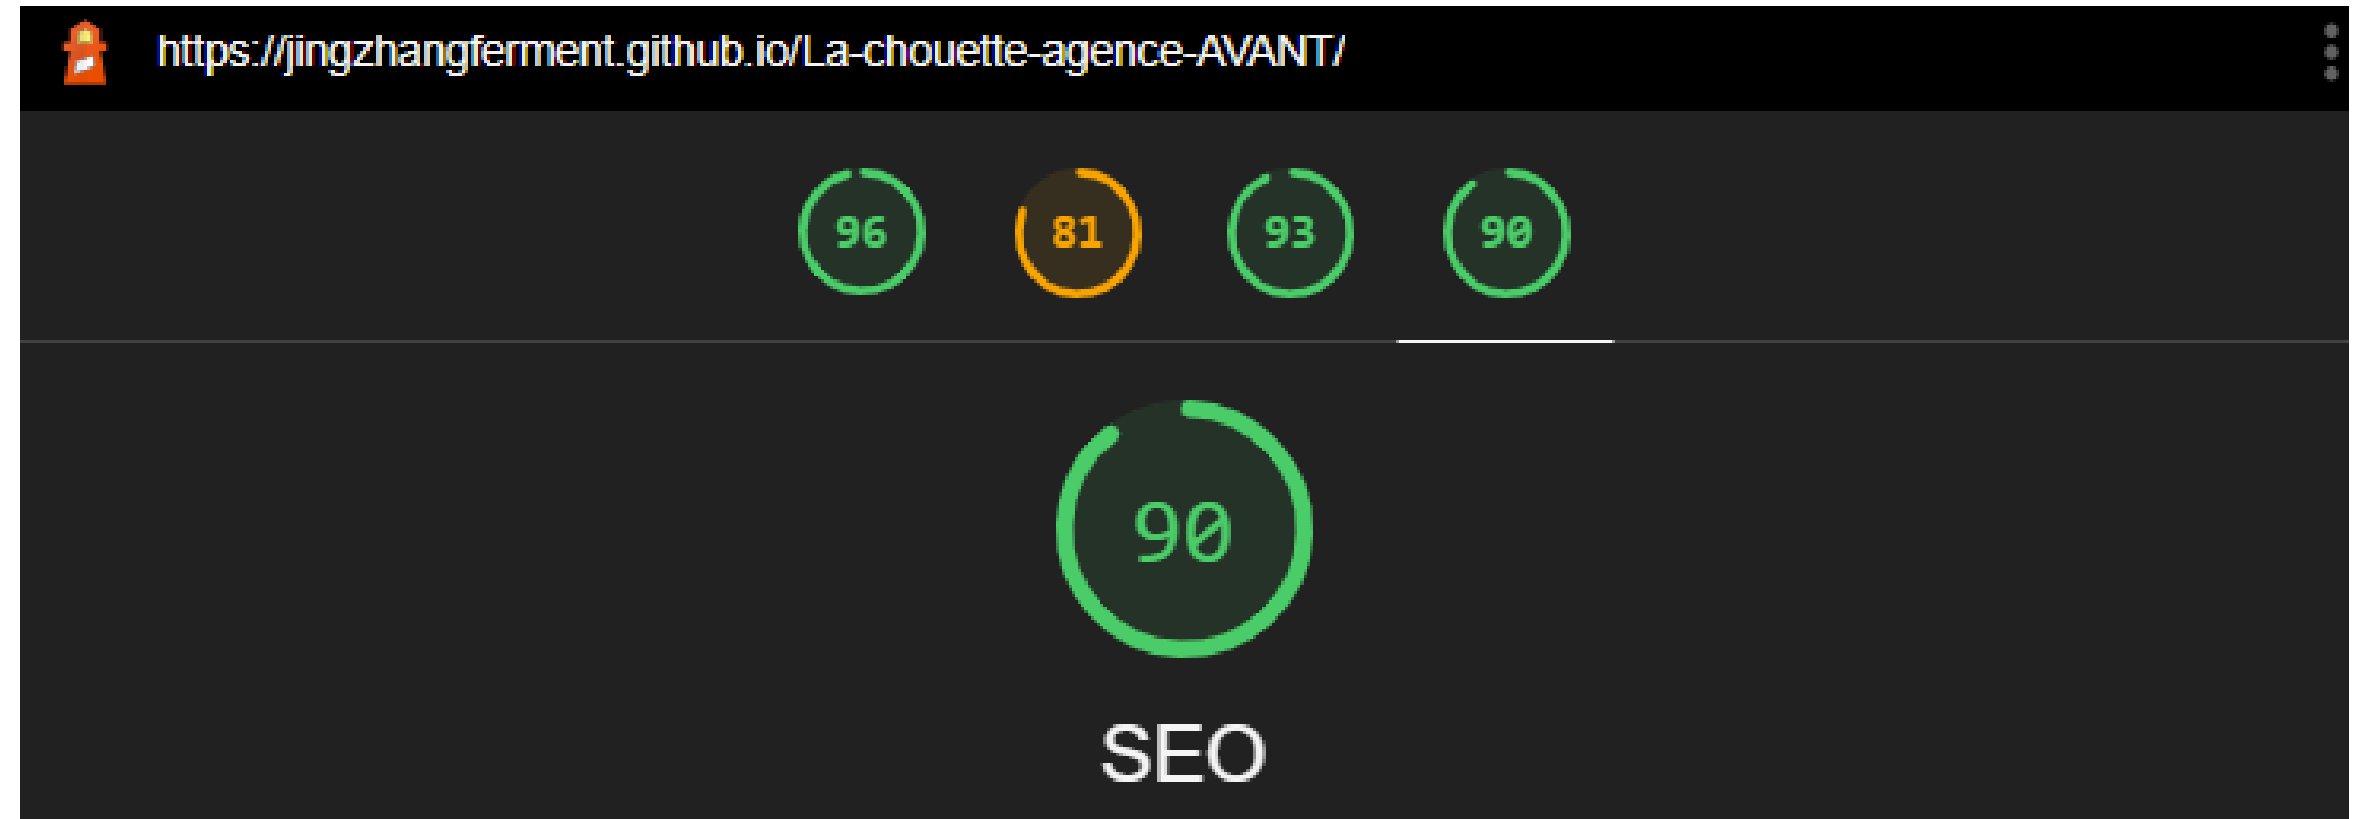 https://jingzhangferment.github.io/La-chouette-agence-AVANT/
96 81 93 90
90
SEO